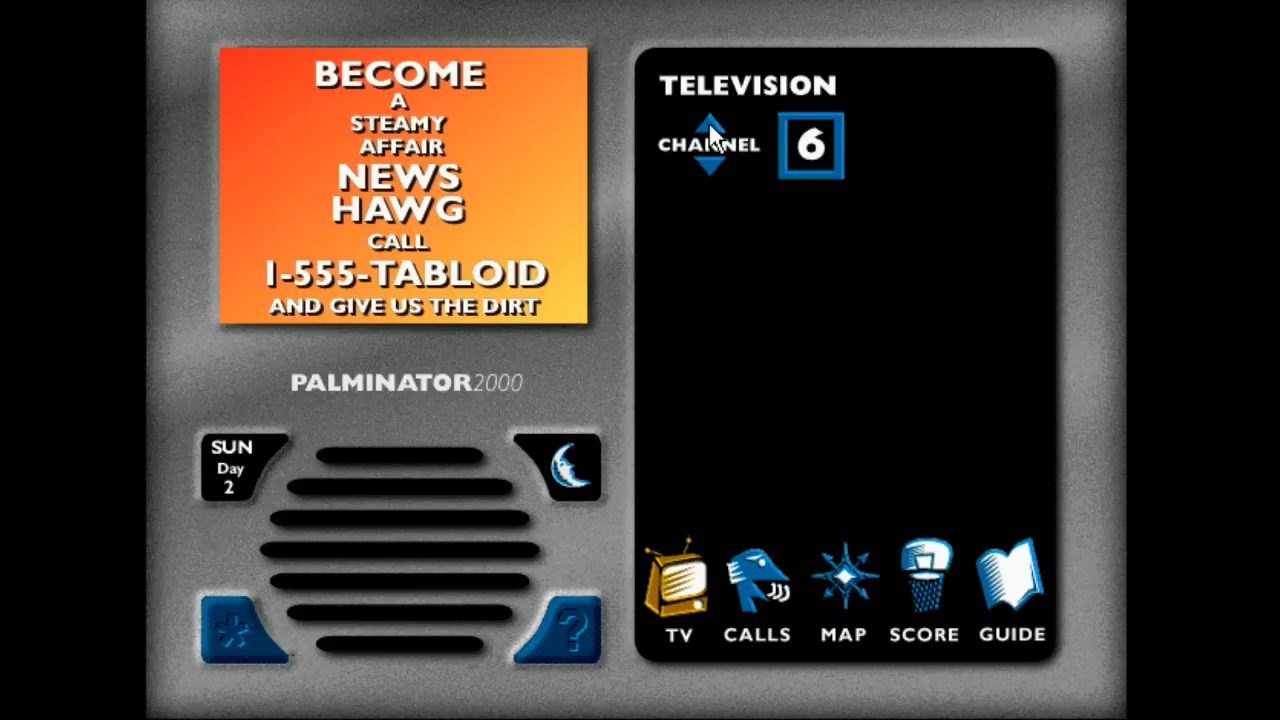 BECOME
A
STEAMY
AFFAIR
NEWS
HAWG
CALL
1-555-TABLOID
AND GIVE US THE DIRT
PALMINATOR2000
SUN
Day
2
*
?
TELEVISION
CHANNEL 6
TV CALLS MAP SCORE GUIDE